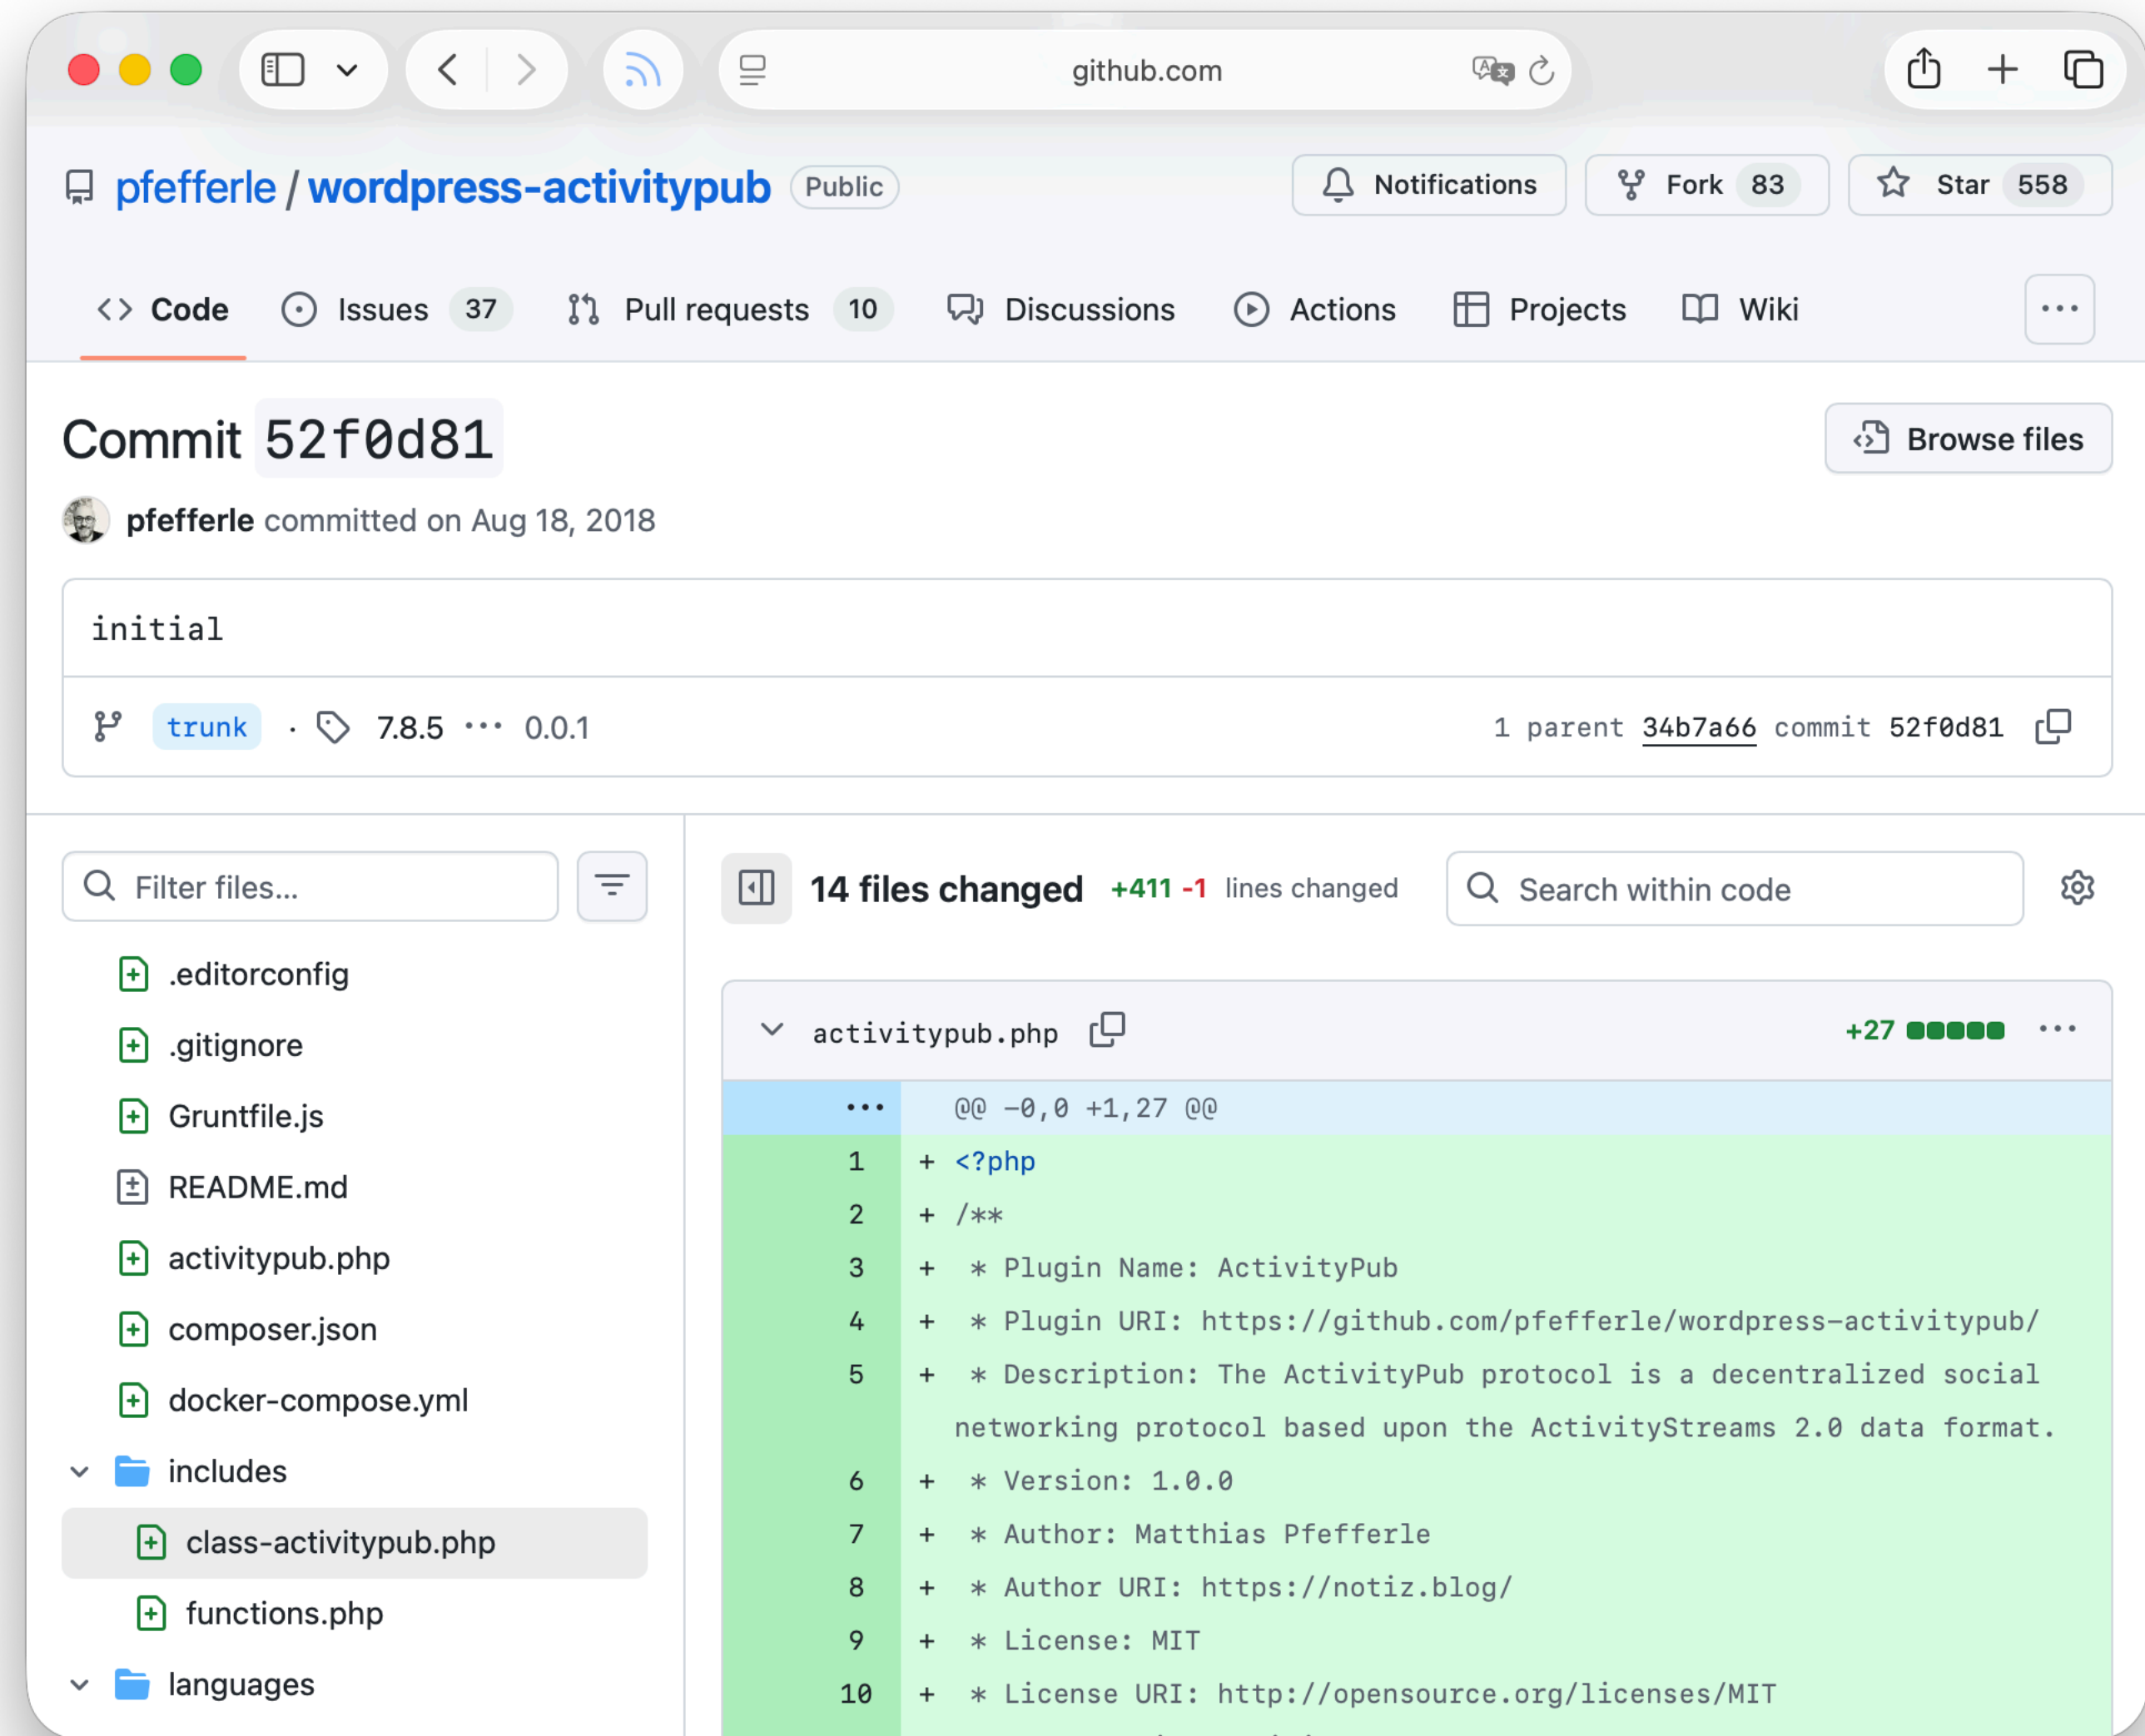 github.com
pfefferle / wordpress-activitypub Public
Notifications
Fork 83
Star 558
Code
Issues 37
Pull requests 10
Discussions
Actions
Projects
Wiki
Commit 52f0d81
Browse files
pfefferle committed on Aug 18, 2018
initial
trunk · 7.8.5 ··· 0.0.1
1 parent 34b7a66 commit 52f0d81
Filter files...
.editorconfig
.gitignore
Gruntfile.js
README.md
activitypub.php
composer.json
docker-compose.yml
includes
class-activitypub.php
functions.php
languages
14 files changed +411 -1 lines changed
Search within code
activitypub.php
+27
@@ -0,0 +1,27 @@
1 + <?php
2 + /**
3 + * Plugin Name: ActivityPub
4 + * Plugin URI: https://github.com/pfefferle/wordpress-activitypub/
5 + * Description: The ActivityPub protocol is a decentralized social
networking protocol based upon the ActivityStreams 2.0 data format.
6 + * Version: 1.0.0
7 + * Author: Matthias Pfefferle
8 + * Author URI: https://notiz.blog/
9 + * License: MIT
10 + * License URI: http://opensource.org/licenses/MIT